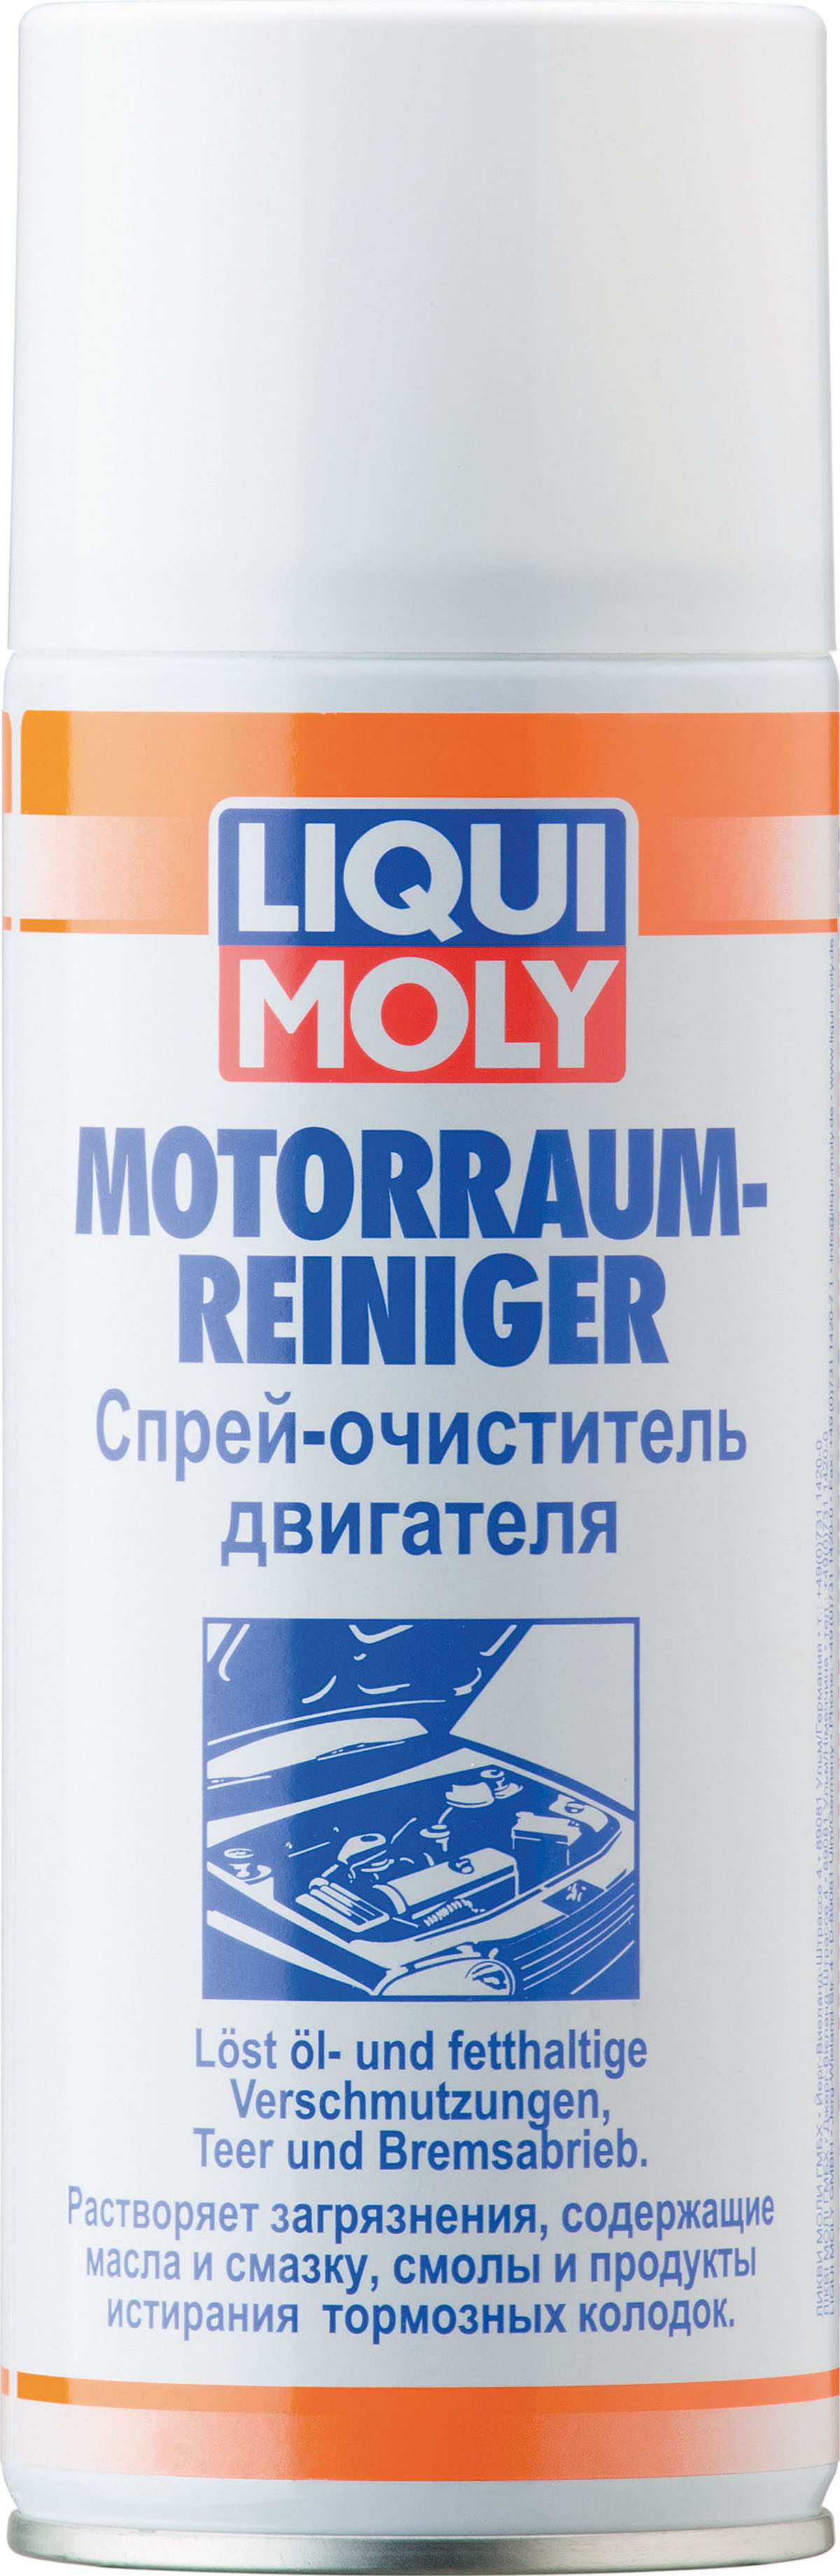 LIQUI
MOLY
MOTORRAUM-
REINIGER
Спрей-очиститель
двигателя
Löst öl- und fetthaltige
Verschmutzungen,
Teer und Bremsabrieb.
Растворяет загрязнения, содержащие
масла и смазку, смолы и продукты
истирания тормозных колодок.